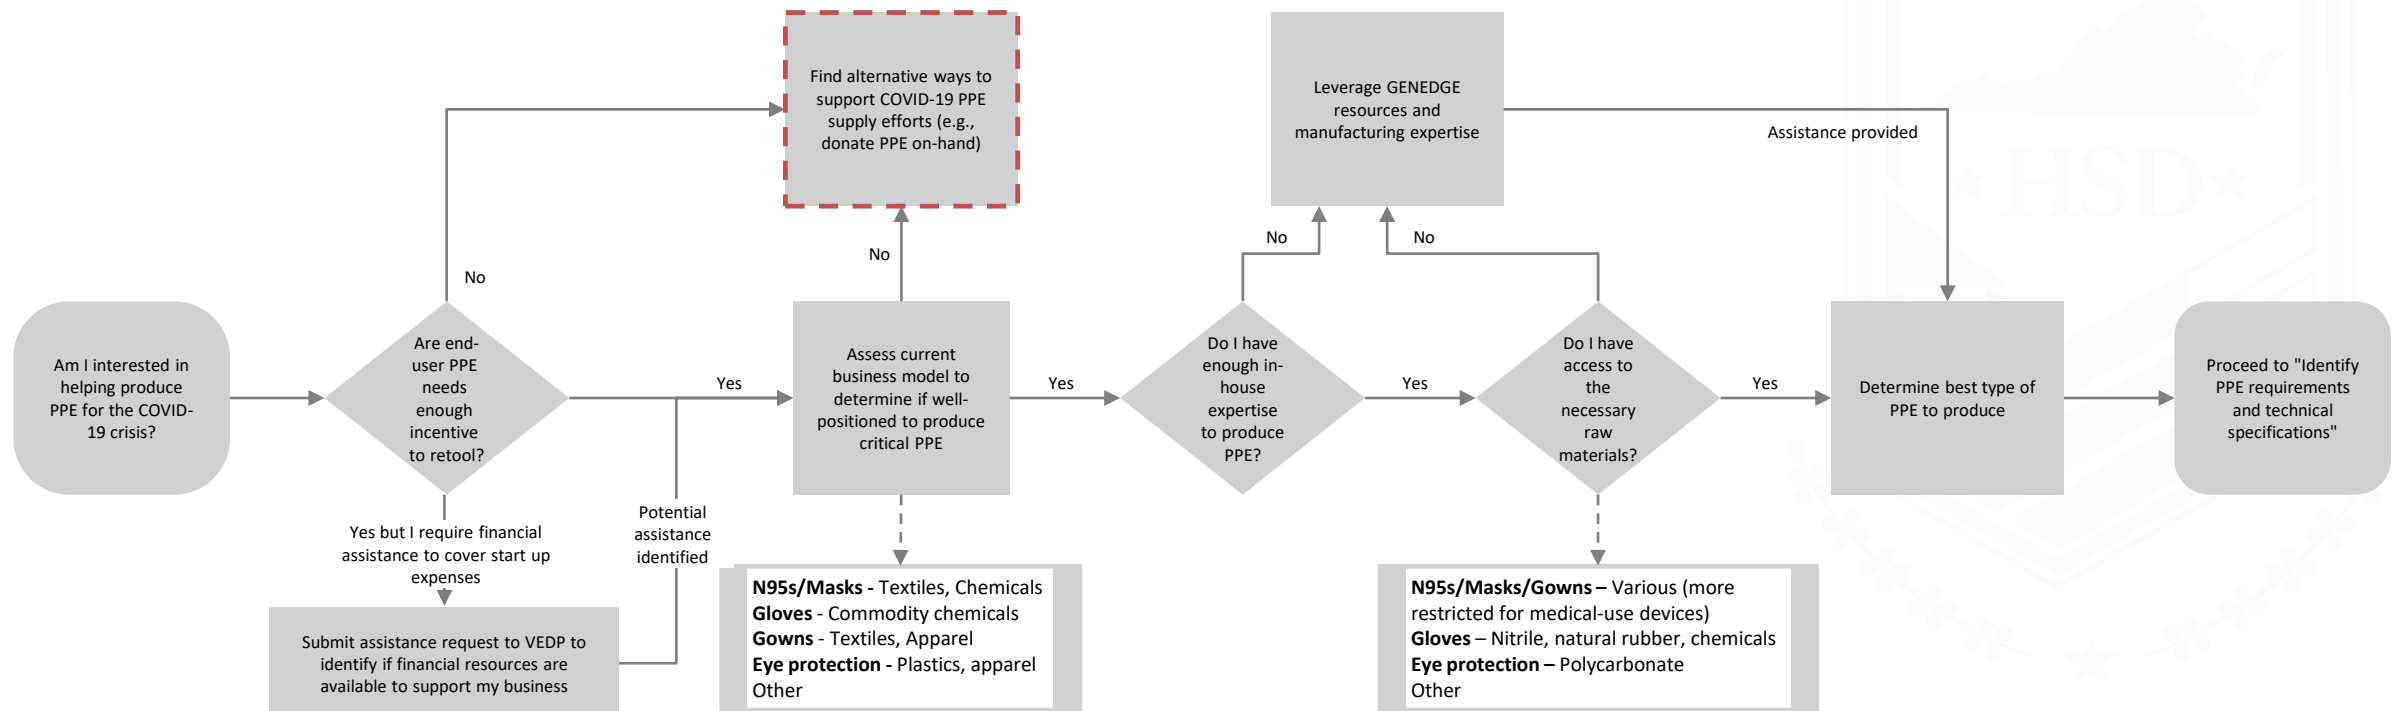 Am I interested in
helping produce
PPE for the COVID-
19 crisis?
Are end-
user PPE
needs
enough
incentive
to retool?
No
Find alternative ways to
support COVID-19 PPE
supply efforts (e.g.,
donate PPE on-hand)
Yes but I require financial
assistance to cover start up
expenses
Submit assistance request to VEDP to
identify if financial resources are
available to support my business
Potential
assistance
identified
Yes
Assess current
business model to
determine if well-
positioned to produce
critical PPE
No
N95s/Masks - Textiles, Chemicals
Gloves - Commodity chemicals
Gowns - Textiles, Apparel
Eye protection - Plastics, apparel
Other
Yes
Do I have
enough in-
house
expertise
to produce
PPE?
No
Leverage GENEDGE
resources and
manufacturing expertise
Yes
Do I have
access to
the
necessary
raw
materials?
No
N95s/Masks/Gowns – Various (more
restricted for medical-use devices)
Gloves – Nitrile, natural rubber, chemicals
Eye protection – Polycarbonate
Other
Yes
Assistance provided
Determine best type of
PPE to produce
Proceed to "Identify
PPE requirements
and technical
specifications"
HSD